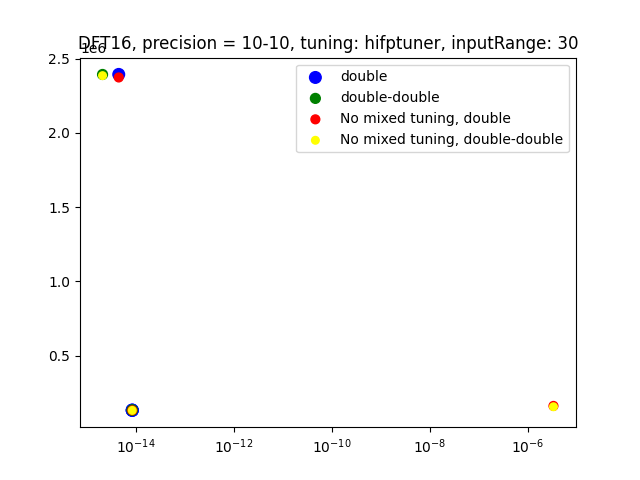 DFT16, precision = 10-10, tuning: hifptuner, inputRange: 30
1e6
2.5
2.0
1.5
1.0
0.5
double
double-double
No mixed tuning, double
No mixed tuning, double-double
10⁻¹⁴ 10⁻¹² 10⁻¹⁰ 10⁻⁸ 10⁻⁶